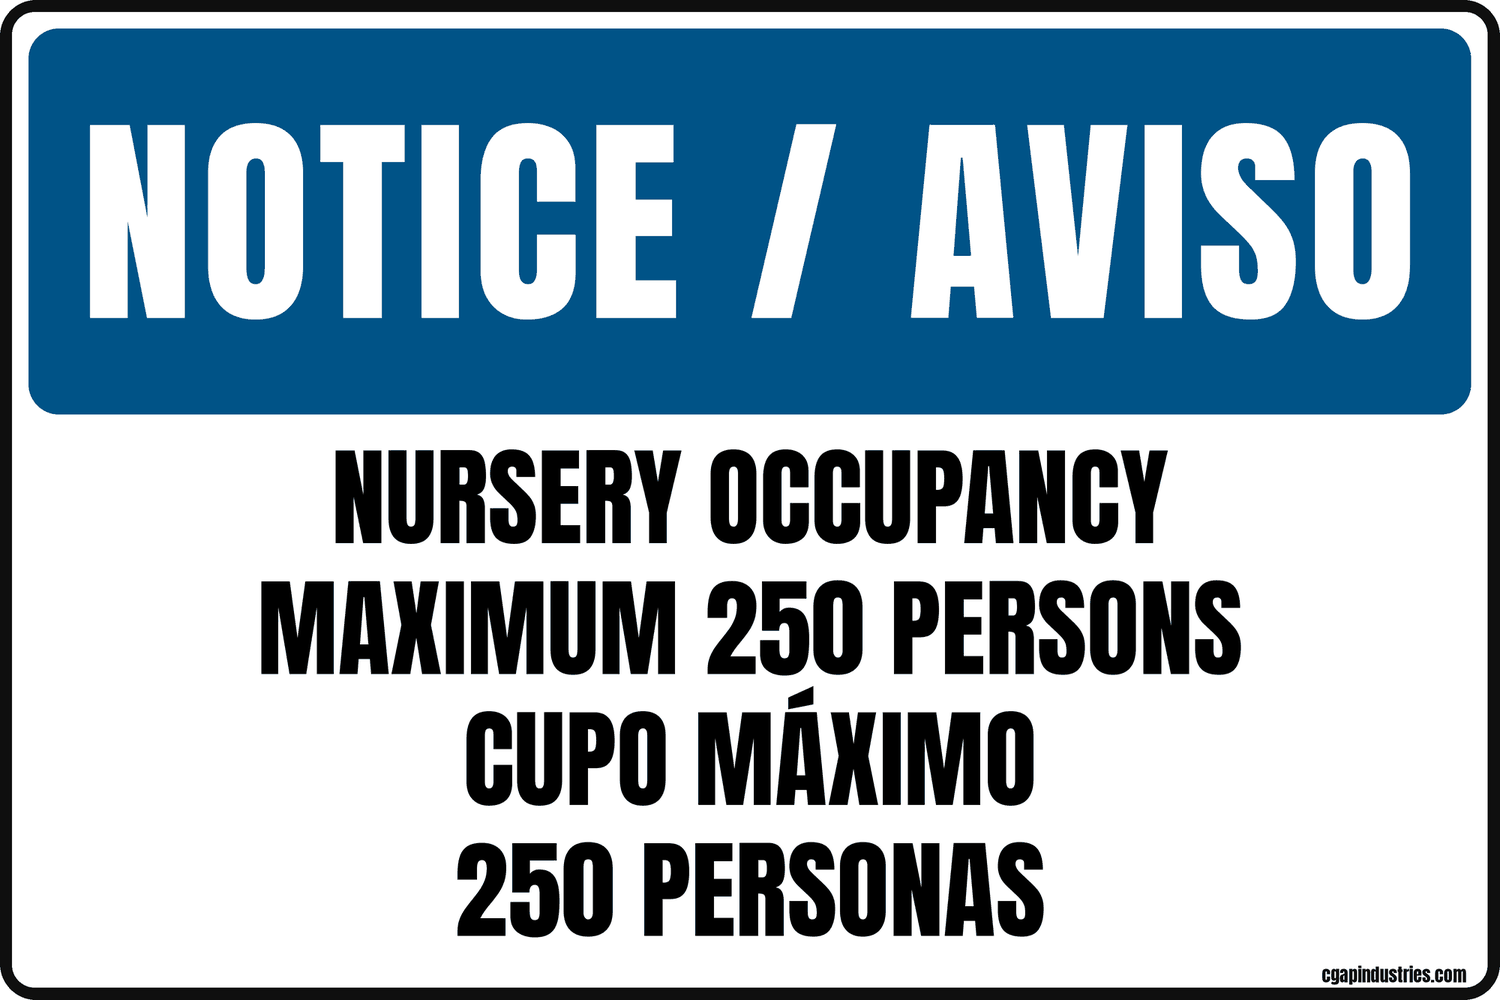 NOTICE / AVISO
NURSERY OCCUPANCY
MAXIMUM 250 PERSONS
CUPO MÁXIMO
250 PERSONAS
cgapindustries.com